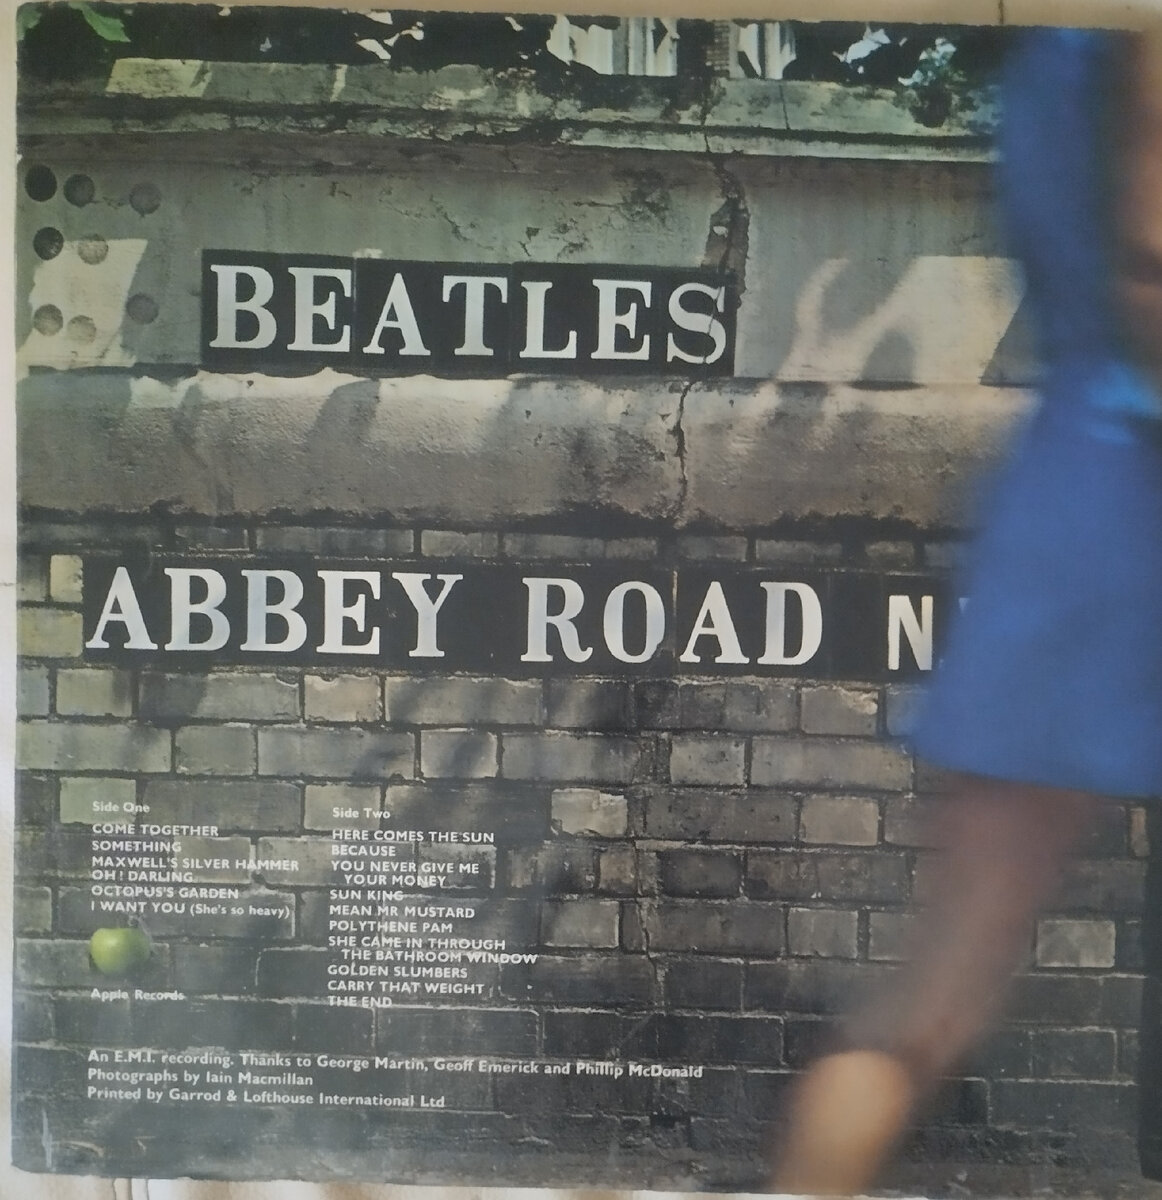 BEATLES
ABBEY ROAD N
Side One
COME TOGETHER
SOMETHING
MAXWELL'S SILVER HAMMER
OH! DARLING
OCTOPUS'S GARDEN
I WANT YOU (She's so heavy)
Apple Records
Side Two
HERE COMES THE SUN
BECAUSE
YOU NEVER GIVE ME
YOUR MONEY
SUN KING
MEAN MR MUSTARD
POLYTHENE PAM
SHE CAME IN THROUGH
THE BATHROOM WINDOW
GOLDEN SLUMBERS
CARRY THAT WEIGHT
THE END
An E.M.I. recording. Thanks to George Martin, Geoff Emerick and Phillip McDonald
Photographs by Iain Macmillan
Printed by Garrod & Lofthouse International Ltd